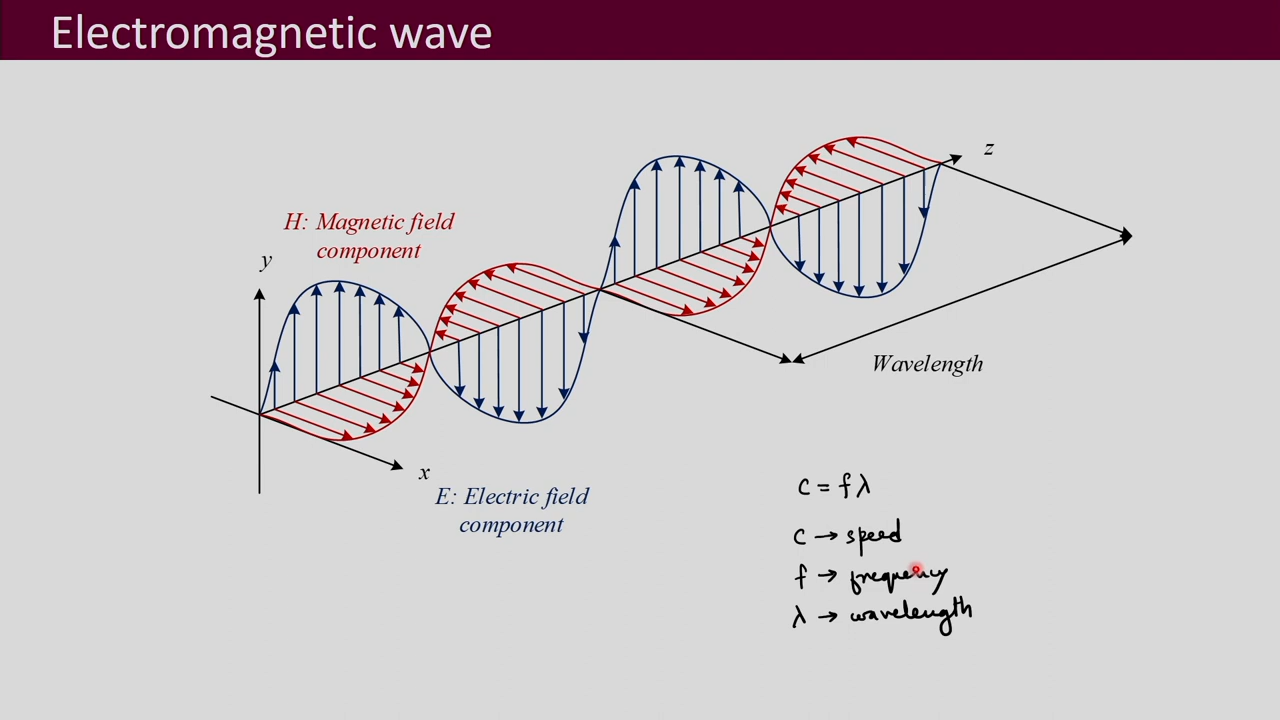 Electromagnetic wave
z
H: Magnetic field
component
y
Wavelength
x
E: Electric field
component
c = f λ
c → speed
f → frequency
λ → wavelength